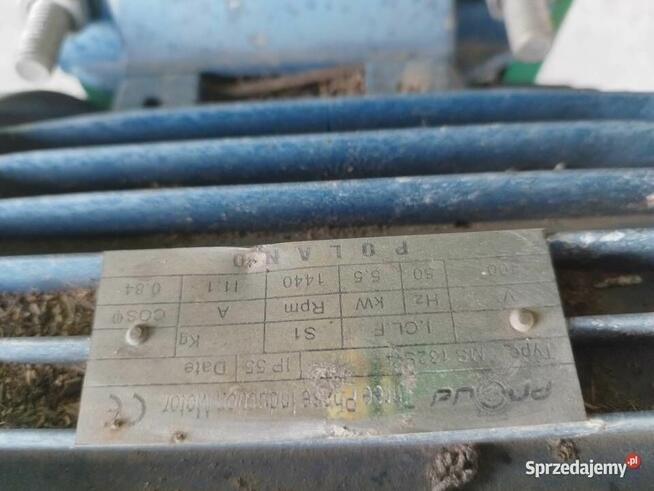 Three Phase Induction Motor CE
Type MS 132S IP 55 Date
I.CL.F S1 Kg
V Hz kW Rpm A COSφ
50 5.5 1440 11.1 0.84
POLAND
Sprzedajemy.pl